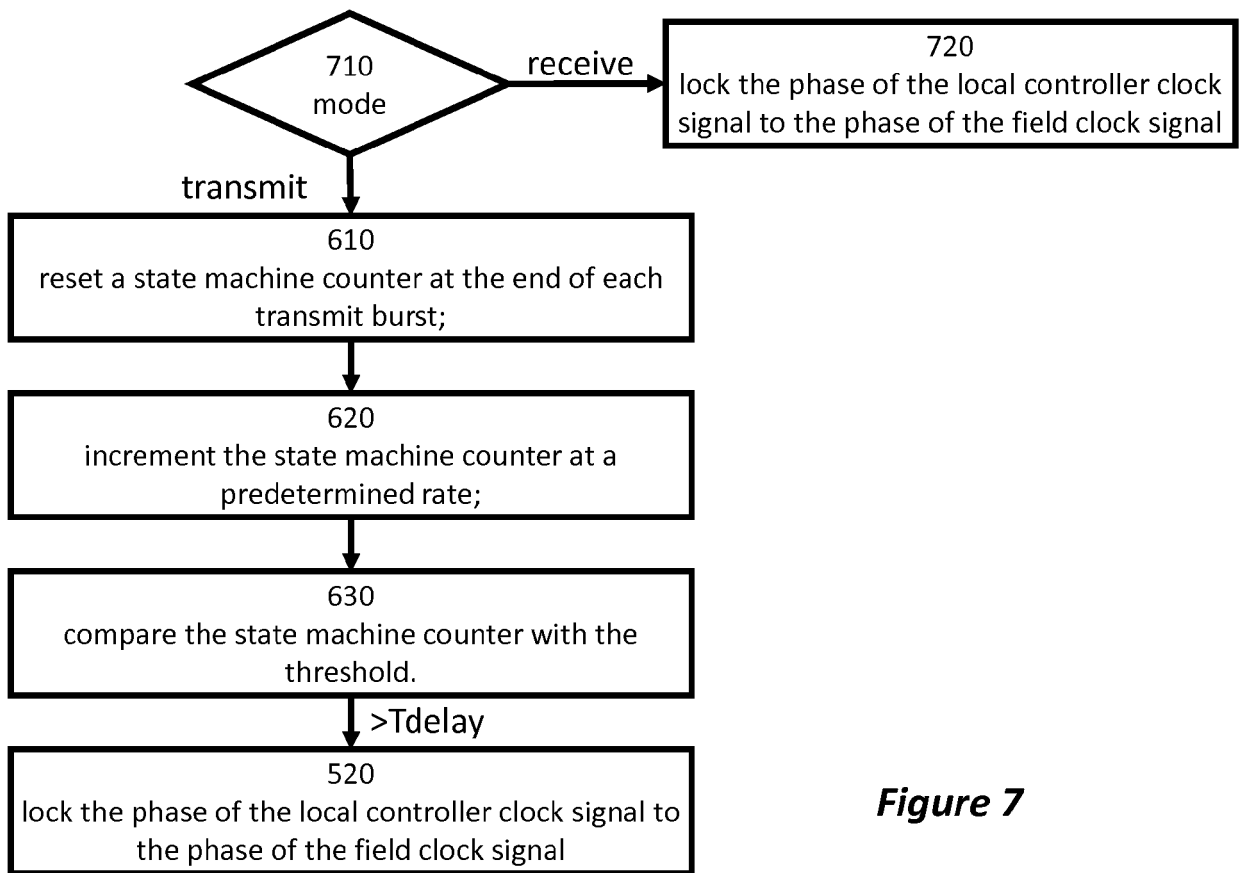 710
mode
receive
720
lock the phase of the local controller clock
signal to the phase of the field clock signal
transmit
610
reset a state machine counter at the end of each
transmit burst;
620
increment the state machine counter at a
predetermined rate;
630
compare the state machine counter with the
threshold.
>Tdelay
520
lock the phase of the local controller clock signal to
the phase of the field clock signal
Figure 7